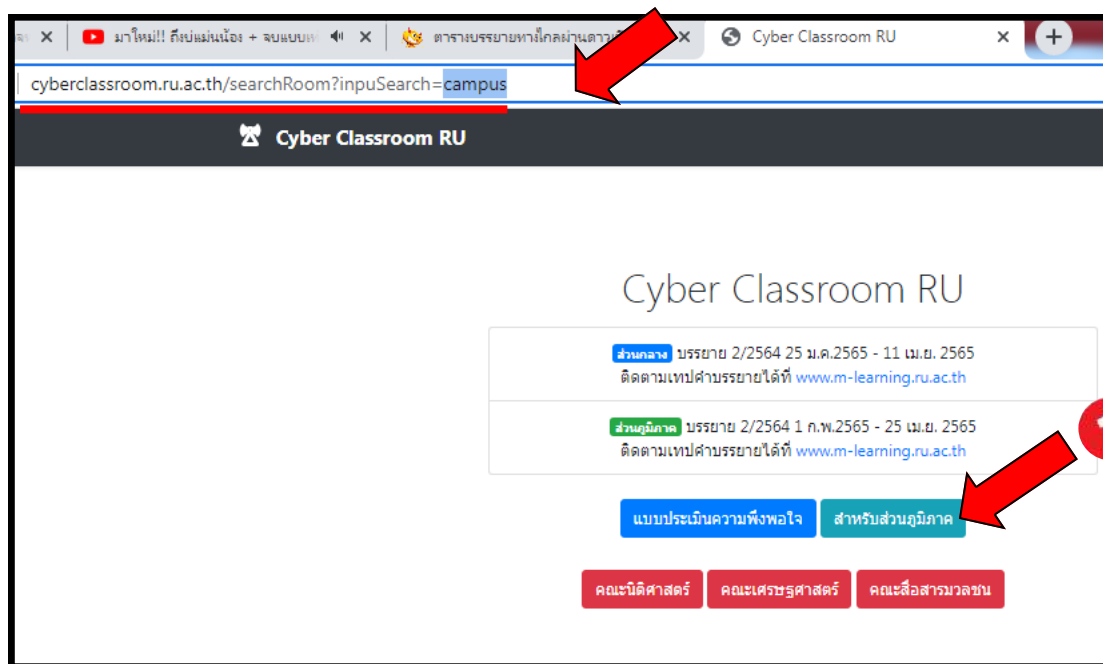 มาใหม่!! ถึงบ่แม่นน้อง + จบแบบ
ตารางบรรยายทางไกลผ่านดาว
Cyber Classroom RU
cyberclassroom.ru.ac.th/searchRoom?inpuSearch=campus
Cyber Classroom RU
Cyber Classroom RU
ส่วนกลาง บรรยาย 2/2564 25 ม.ค.2565 - 11 เม.ย. 2565
ติดตามเทปคำบรรยายได้ที่ www.m-learning.ru.ac.th
ส่วนภูมิภาค บรรยาย 2/2564 1 ก.พ.2565 - 25 เม.ย. 2565
ติดตามเทปคำบรรยายได้ที่ www.m-learning.ru.ac.th
แบบประเมินความพึงพอใจ สำหรับส่วนภูมิภาค
คณะนิติศาสตร์ คณะเศรษฐศาสตร์ คณะสื่อสารมวลชน